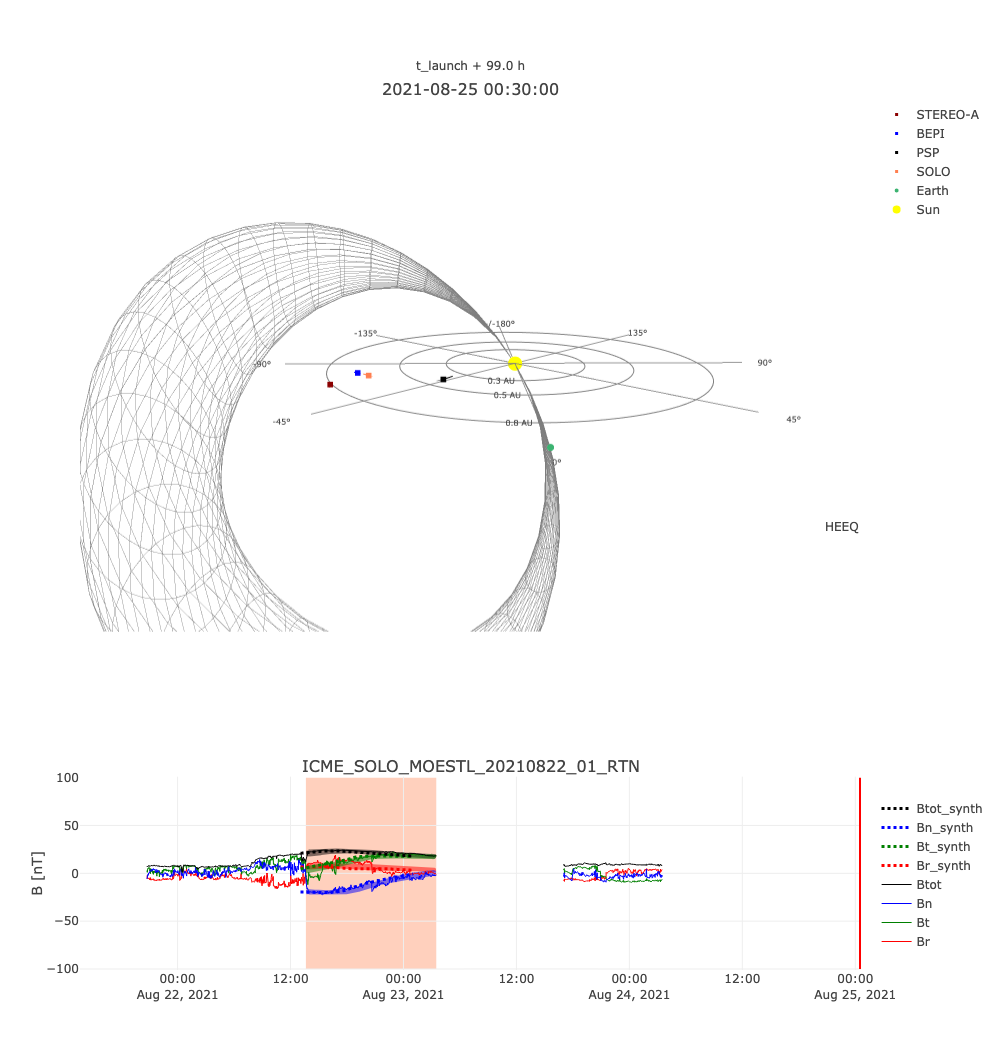 t_launch + 99.0 h
2021-08-25 00:30:00
STEREO-A
BEPI
PSP
SOLO
Earth
Sun
/-180°
-135°
135°
-90°
90°
0.3 AU
0.5 AU
-45°
0.8 AU
45°
0°
HEEQ
ICME_SOLO_MOESTL_20210822_01_RTN
B [nT]
100
50
0
−50
−100
00:00
12:00
00:00
12:00
00:00
12:00
00:00
Aug 22, 2021
Aug 23, 2021
Aug 24, 2021
Aug 25, 2021
Btot_synth
Bn_synth
Bt_synth
Br_synth
Btot
Bn
Bt
Br